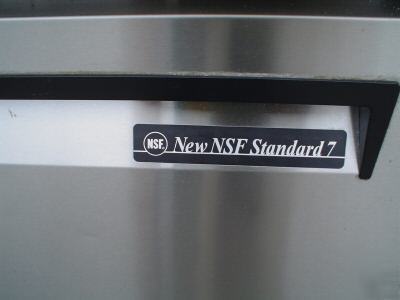 NSF. New NSF Standard 7